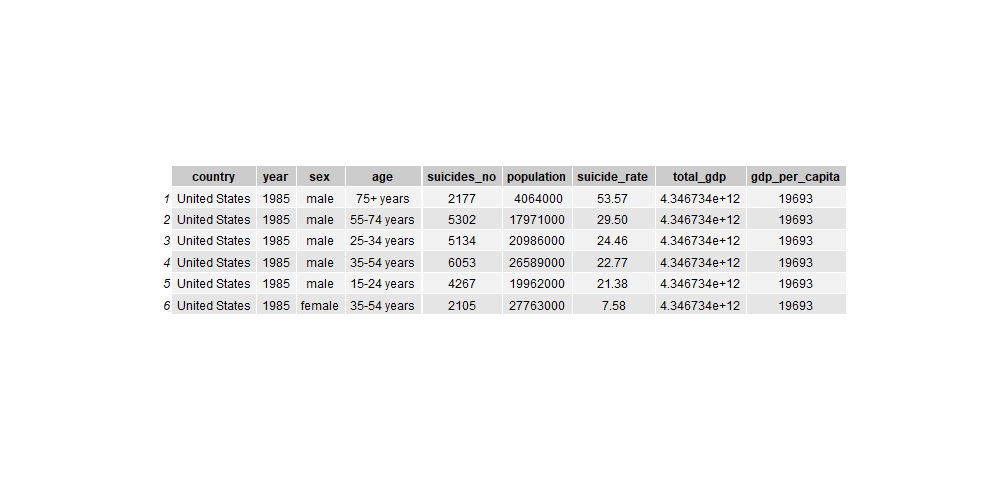 country year sex age suicides_no population suicide_rate total_gdp gdp_per_capita
1 United States 1985 male 75+ years 2177 4064000 53.57 4.346734e+12 19693
2 United States 1985 male 55-74 years 5302 17971000 29.50 4.346734e+12 19693
3 United States 1985 male 25-34 years 5134 20986000 24.46 4.346734e+12 19693
4 United States 1985 male 35-54 years 6053 26589000 22.77 4.346734e+12 19693
5 United States 1985 male 15-24 years 4267 19962000 21.38 4.346734e+12 19693
6 United States 1985 female 35-54 years 2105 27763000 7.58 4.346734e+12 19693